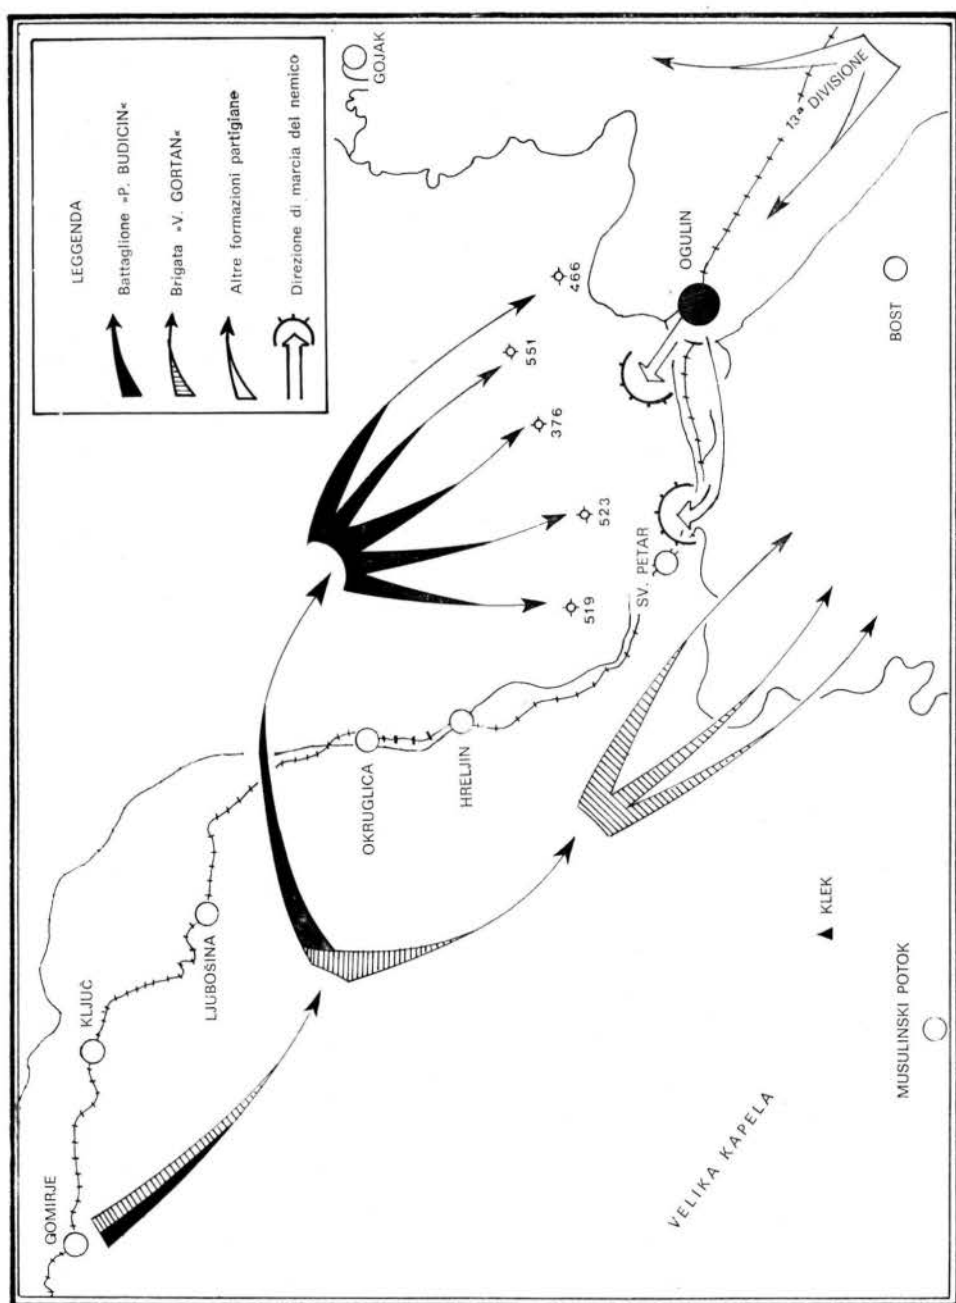 LEGGENDA
Battaglione »P. BUDICIN«
Brigata »V. GORTAN«
Altre formazioni partigiane
Direzione di marcia del nemico
GOMIRJE
KLJUČ
LJUBOŠINA
OKRUGLICA
HRELJIN
GOJAK
519
523
376
551
466
SV. PETAR
OGULIN
13ª DIVISIONE
BOST
KLEK
VELIKA KAPELA
MUSULINSKI POTOK